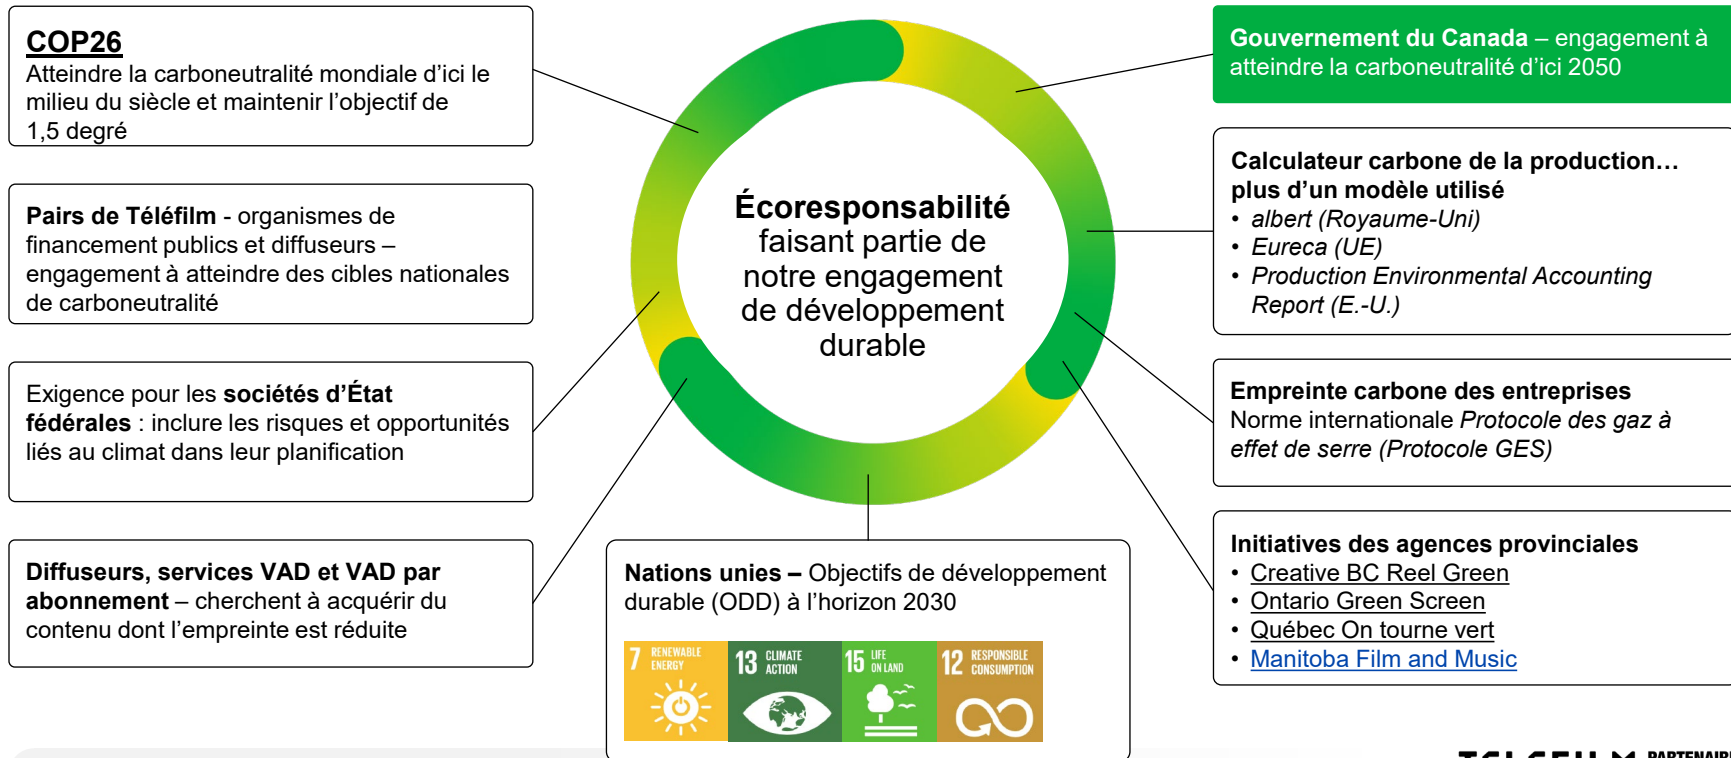 COP26
Atteindre la carboneutralité mondiale d'ici le
milieu du siècle et maintenir l'objectif de
1,5 degré
Pairs de Téléfilm - organismes de
financement publics et diffuseurs –
engagement à atteindre des cibles nationales
de carboneutralité
Exigence pour les sociétés d'État
fédérales : inclure les risques et opportunités
liés au climat dans leur planification
Diffuseurs, services VAD et VAD par
abonnement – cherchent à acquérir du
contenu dont l'empreinte est réduite
Écoresponsabilité
faisant partie de
notre engagement
de développement
durable
Nations unies – Objectifs de développement
durable (ODD) à l'horizon 2030
7 RENEWABLE
ENERGY
13 CLIMATE
ACTION
15 LIFE
ON LAND
12 RESPONSIBLE
CONSUMPTION
Gouvernement du Canada – engagement à
atteindre la carboneutralité d'ici 2050
Calculateur carbone de la production…
plus d'un modèle utilisé
• albert (Royaume-Uni)
• Eureca (UE)
• Production Environmental Accounting
Report (E.-U.)
Empreinte carbone des entreprises
Norme internationale Protocole des gaz à
effet de serre (Protocole GES)
Initiatives des agences provinciales
• Creative BC Reel Green
• Ontario Green Screen
• Québec On tourne vert
• Manitoba Film and Music